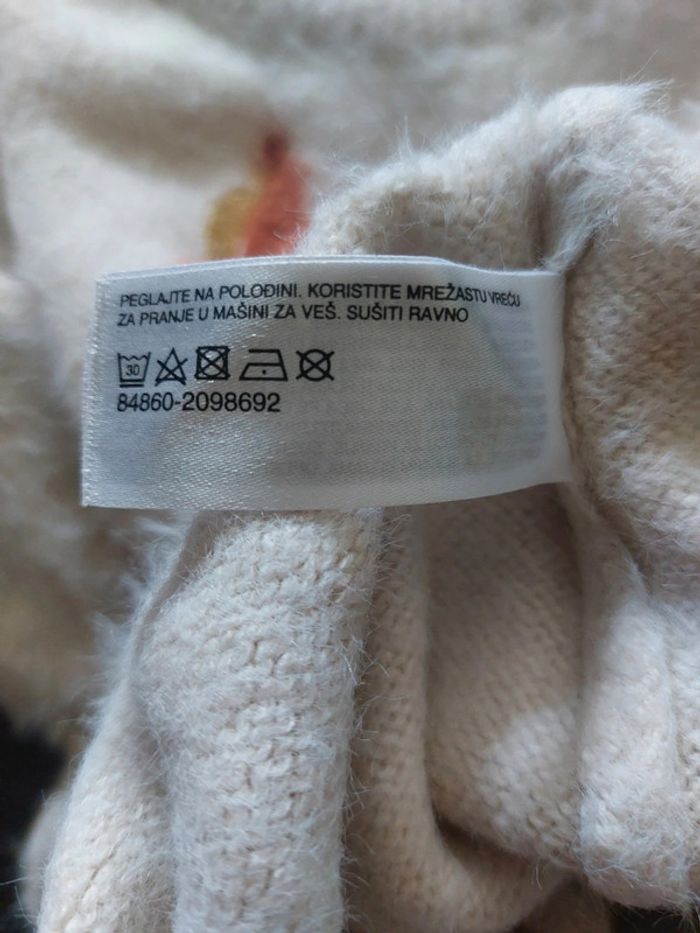 PEGLAJTE NA POLOĐINI. KORISTITE MREŽASTU VREĆU
ZA PRANJE U MAŠINI ZA VEŠ. SUŠITI RAVNO
30
84860-2098692